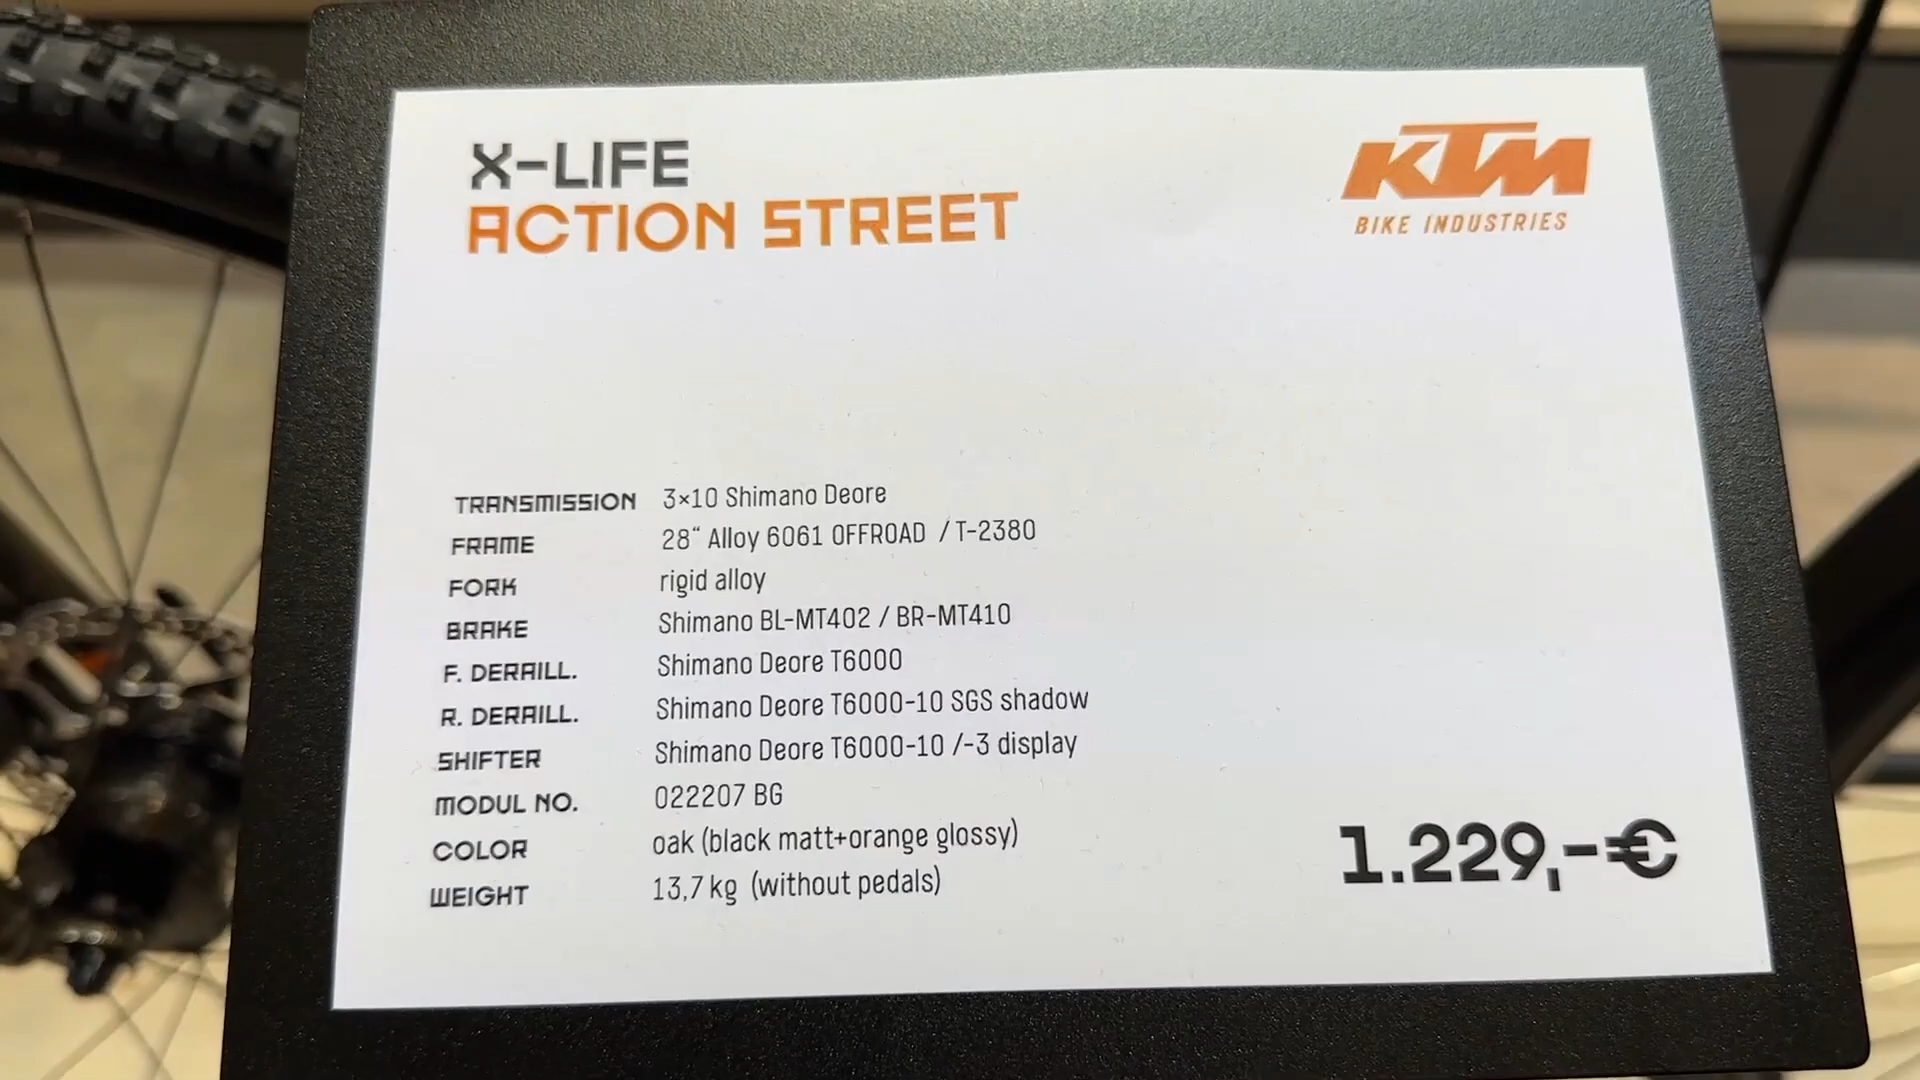 X-LIFE
ACTION STREET
KTM
BIKE INDUSTRIES
TRANSMISSION 3×10 Shimano Deore
FRAME 28“ Alloy 6061 OFFROAD / T-2380
FORK rigid alloy
BRAKE Shimano BL-MT402 / BR-MT410
F. DERAILL. Shimano Deore T6000
R. DERAILL. Shimano Deore T6000-10 SGS shadow
SHIFTER Shimano Deore T6000-10 /-3 display
MODUL NO. 022207 BG
COLOR oak (black matt+orange glossy)
WEIGHT 13,7 kg (without pedals)
1.229,-€